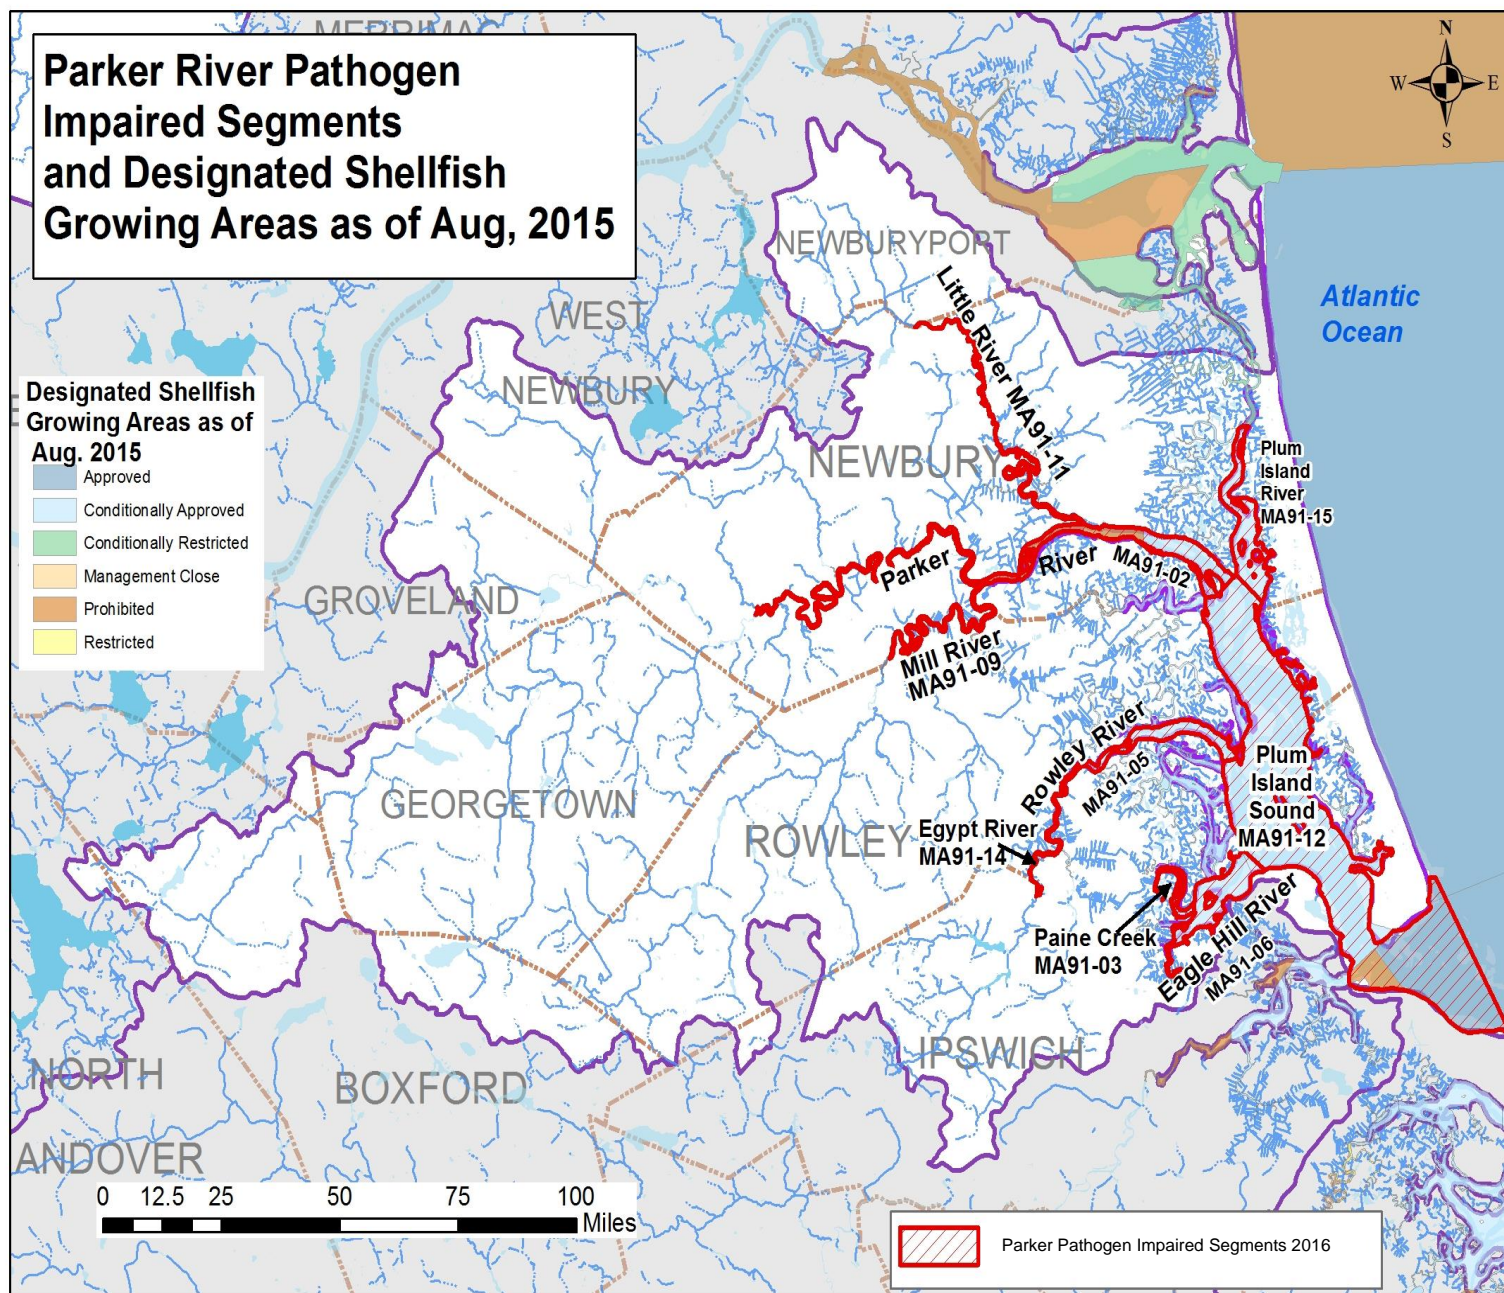 MERRIMAC
Parker River Pathogen
Impaired Segments
and Designated Shellfish
Growing Areas as of Aug, 2015
N
W
E
S
NEWBURYPORT
Atlantic
Ocean
WEST
NEWBURY
Little River MA91-11
Designated Shellfish
Growing Areas as of
Aug. 2015
Approved
Conditionally Approved
Conditionally Restricted
Management Close
Prohibited
Restricted
NEWBURY
Plum
Island
River
MA91-15
Parker
River
MA91-02
GROVELAND
Mill River
MA91-09
Rowley River
MA91-05
Plum
Island
Sound
MA91-12
GEORGETOWN
ROWLEY
Egypt River
MA91-14
Paine Creek
MA91-03
Eagle Hill River
MA91-06
IPSWICH
NORTH
BOXFORD
ANDOVER
0 12.5 25 50 75 100
Miles
Parker Pathogen Impaired Segments 2016